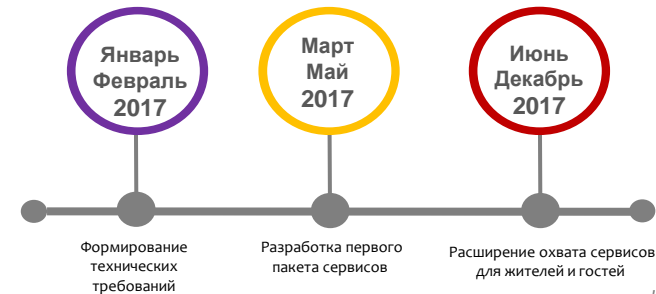 Январь
Февраль
2017
Март
Май
2017
Июнь
Декабрь
2017
Формирование
технических
требований
Разработка первого
пакета сервисов
Расширение охвата сервисов
для жителей и гостей